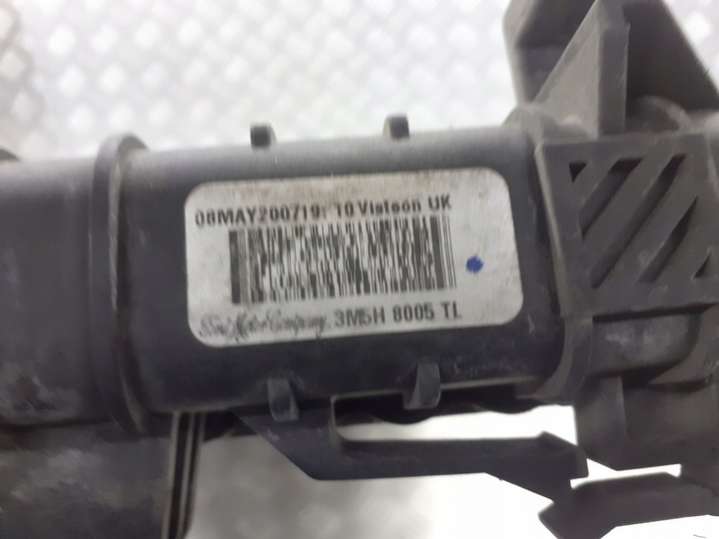 08MAY200719:10 Visteon UK
Ford Motor Company, 3M5H 8005 TL